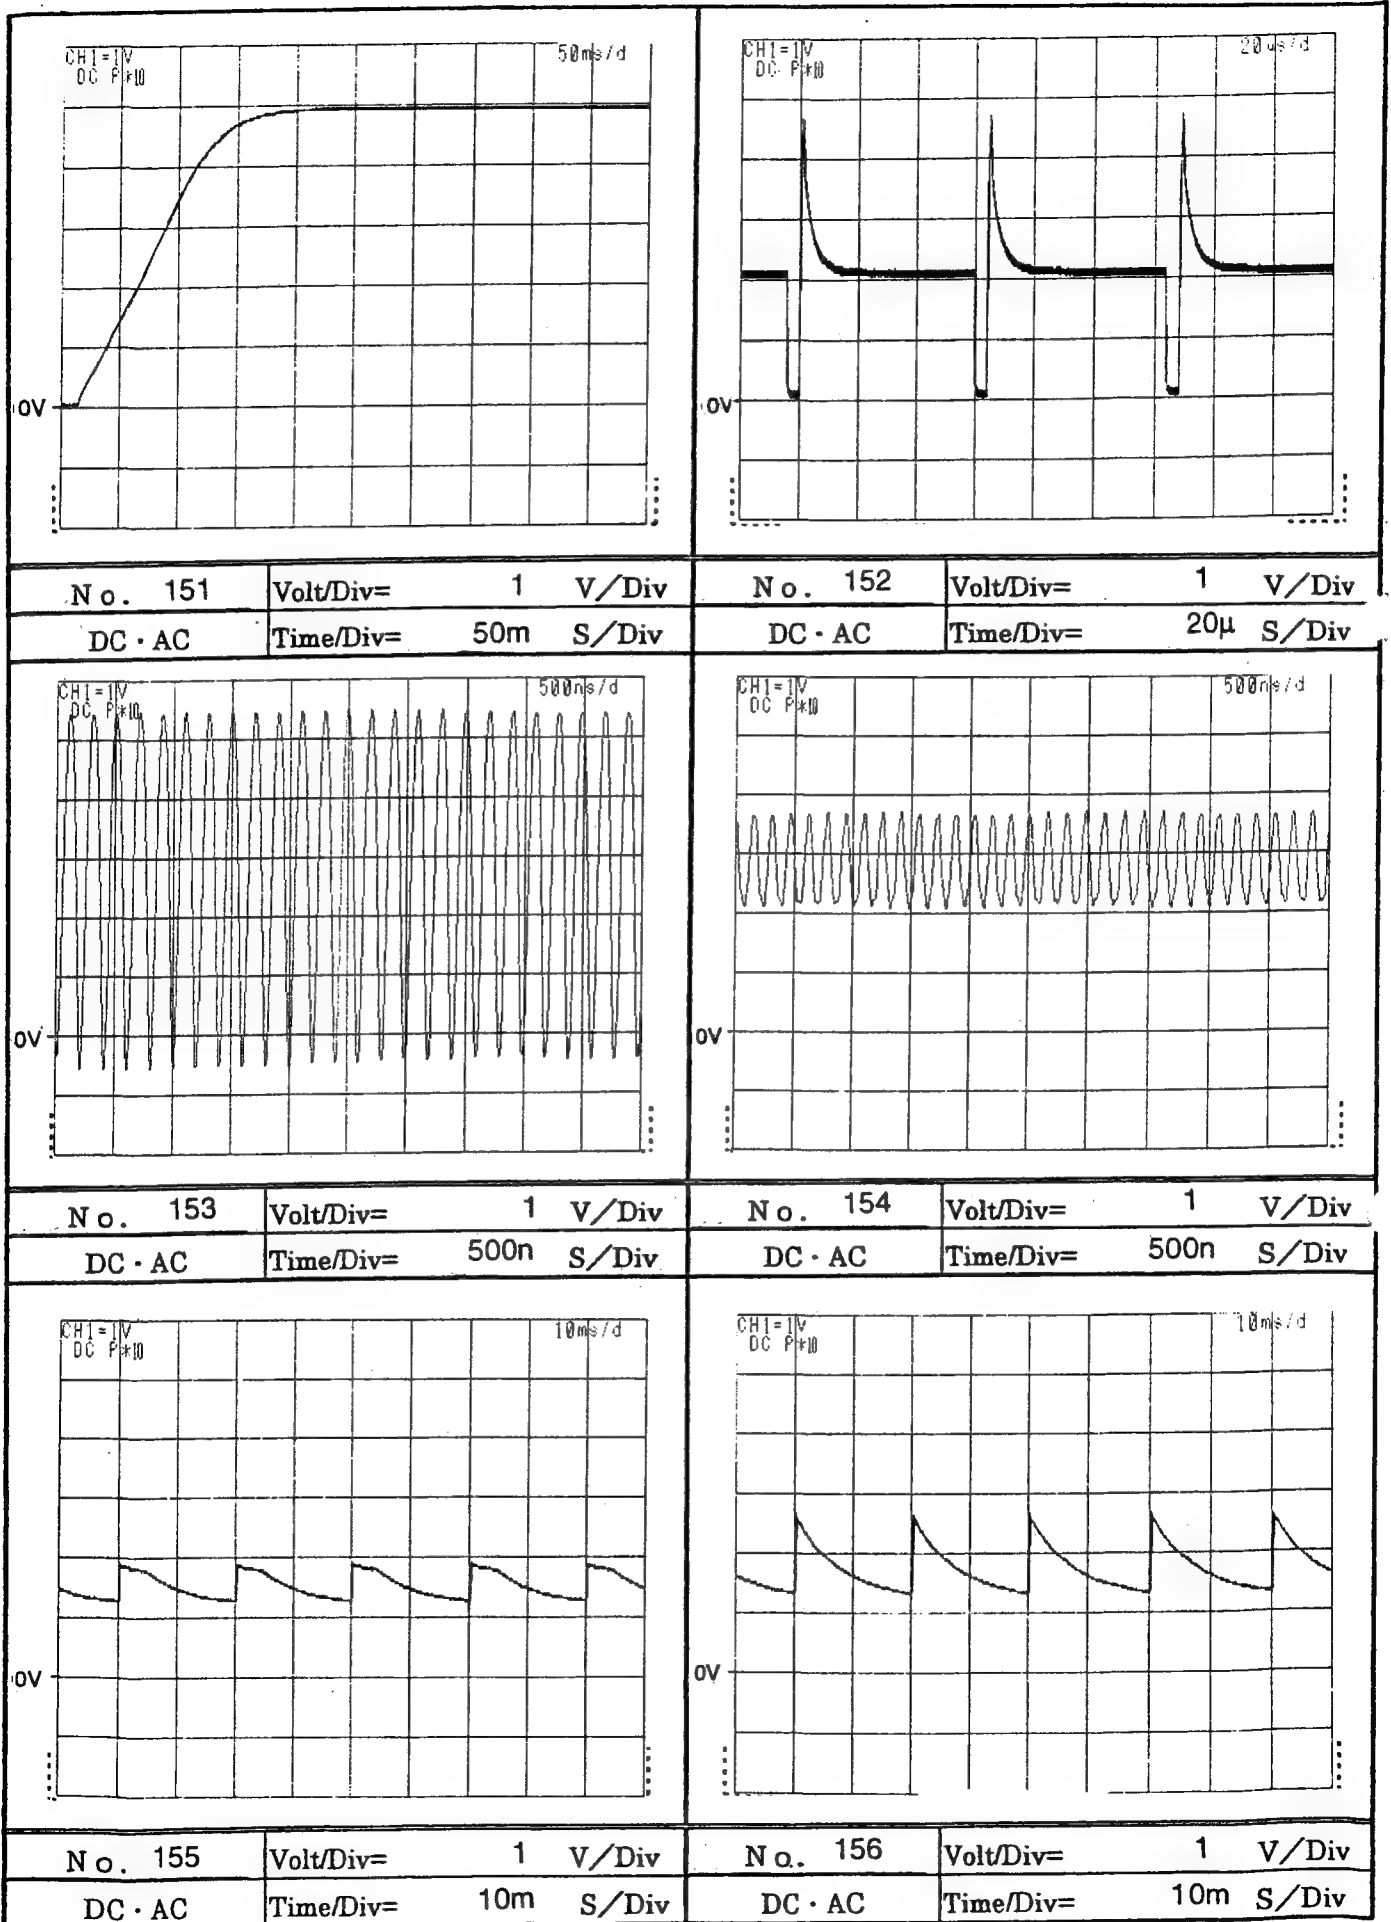 CH1=1V 50ms/d
DC P*10
0V
No. 151 Volt/Div= 1 V/Div
DC・AC Time/Div= 50m S/Div
CH1=1V 20us/d
DC P*10
0V
No. 152 Volt/Div= 1 V/Div
DC・AC Time/Div= 20μ S/Div
CH1=1V 500ns/d
DC P*10
0V
No. 153 Volt/Div= 1 V/Div
DC・AC Time/Div= 500n S/Div
CH1=1V 500ns/d
DC P*10
0V
No. 154 Volt/Div= 1 V/Div
DC・AC Time/Div= 500n S/Div
CH1=1V 10ms/d
DC P*10
0V
No. 155 Volt/Div= 1 V/Div
DC・AC Time/Div= 10m S/Div
CH1=1V 10ms/d
DC P*10
0V
No. 156 Volt/Div= 1 V/Div
DC・AC Time/Div= 10m S/Div